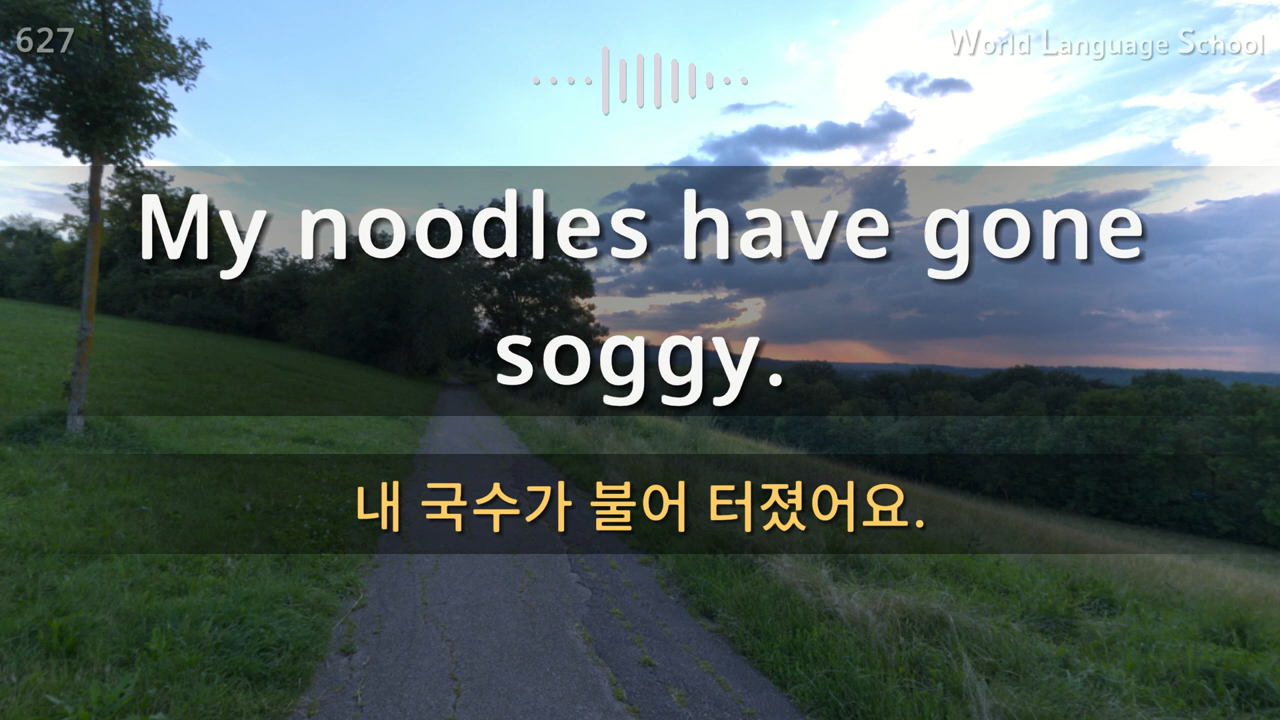 627
World Language School
My noodles have gone
soggy.
내 국수가 불어 터졌어요.